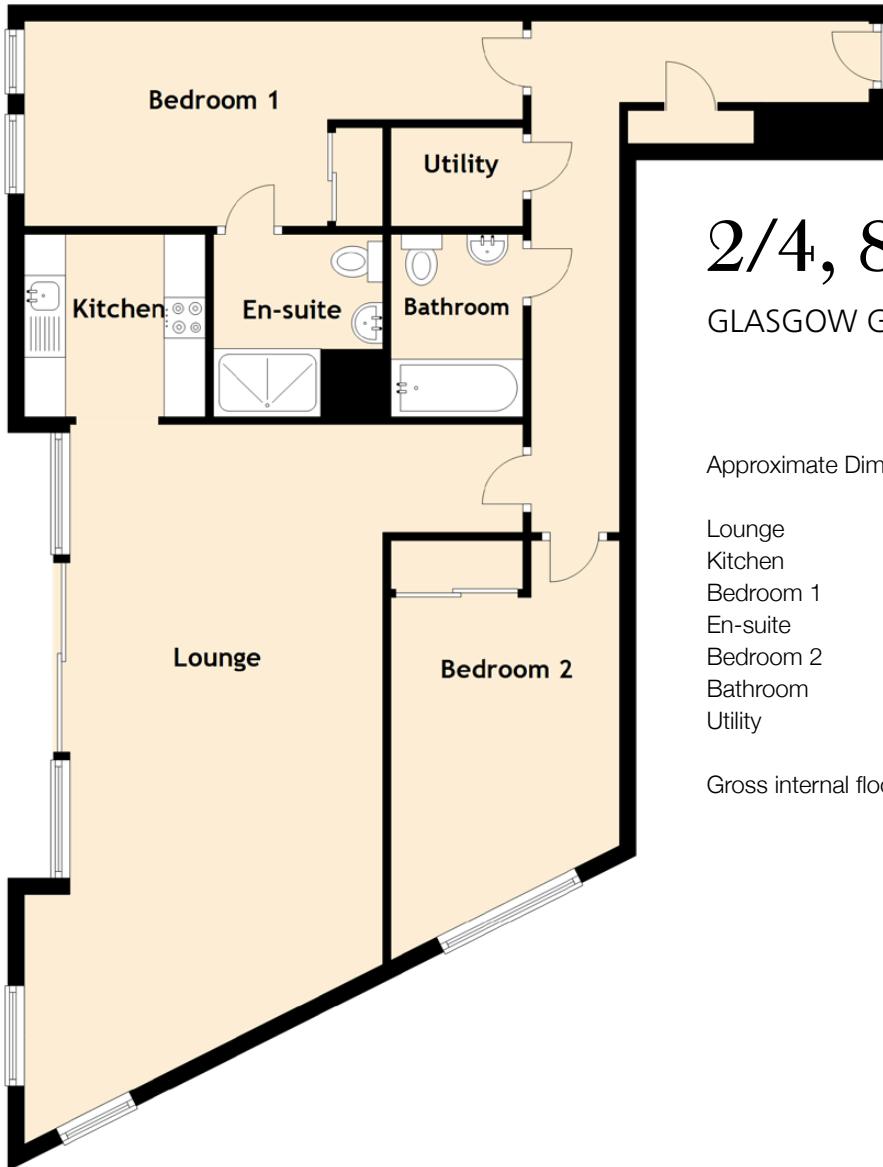 Bedroom 1
Utility
2/4, 8
Kitchen
En-suite
Bathroom
GLASGOW G
Approximate Dim
Lounge
Kitchen
Bedroom 1
En-suite
Bedroom 2
Bathroom
Utility
Gross internal floo
Lounge
Bedroom 2